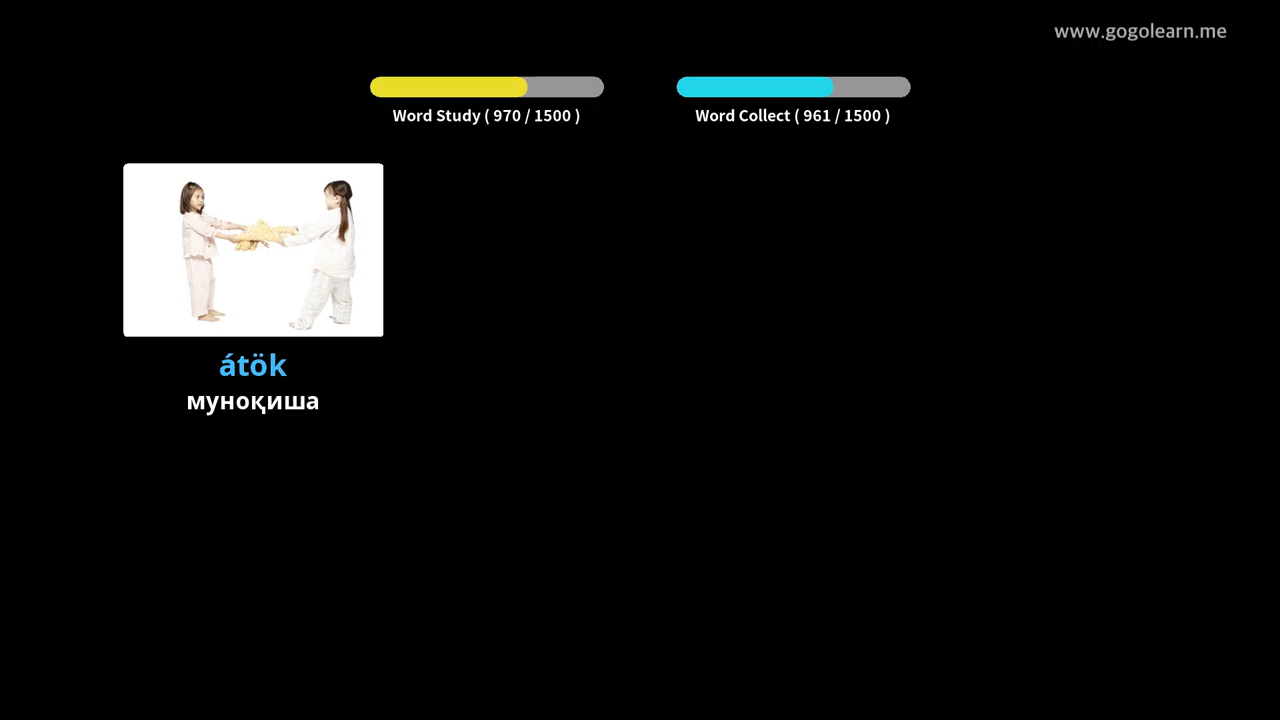 www.gogolearn.me
Word Study ( 970 / 1500 )
Word Collect ( 961 / 1500 )
átök
муноқиша